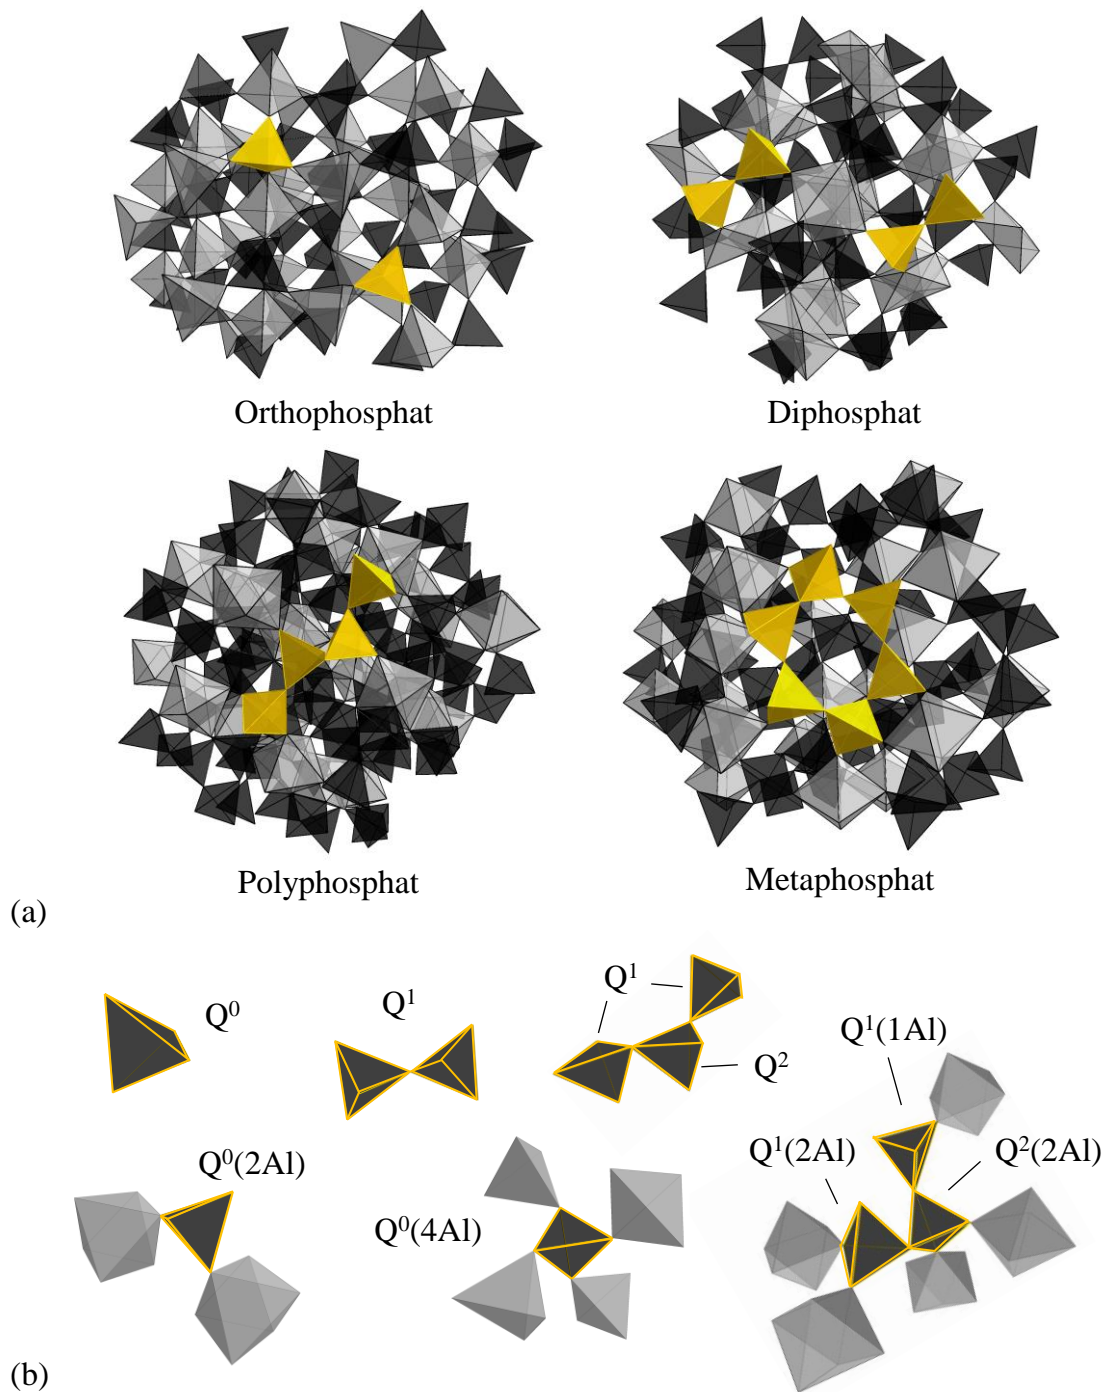 Orthophosphat
Diphosphat
Polyphosphat
Metaphosphat
(a)
Q⁰
Q¹
Q¹
Q²
Q¹(1Al)
Q⁰(2Al)
Q⁰(4Al)
Q¹(2Al)
Q²(2Al)
(b)